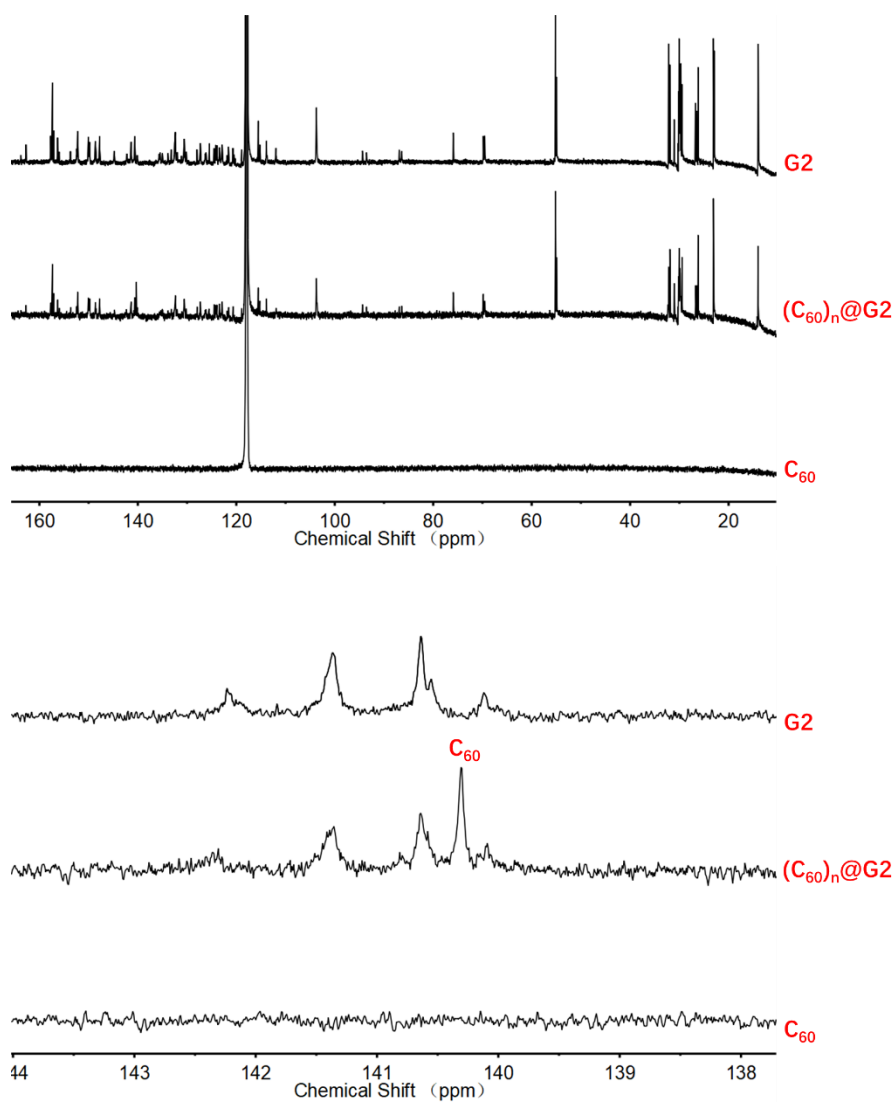 G2
(C₆₀)ₙ@G2
C₆₀
160 140 120 100 80 60 40 20
Chemical Shift （ppm）
G2
C₆₀
(C₆₀)ₙ@G2
C₆₀
44 143 142 141 140 139 138
Chemical Shift （ppm）